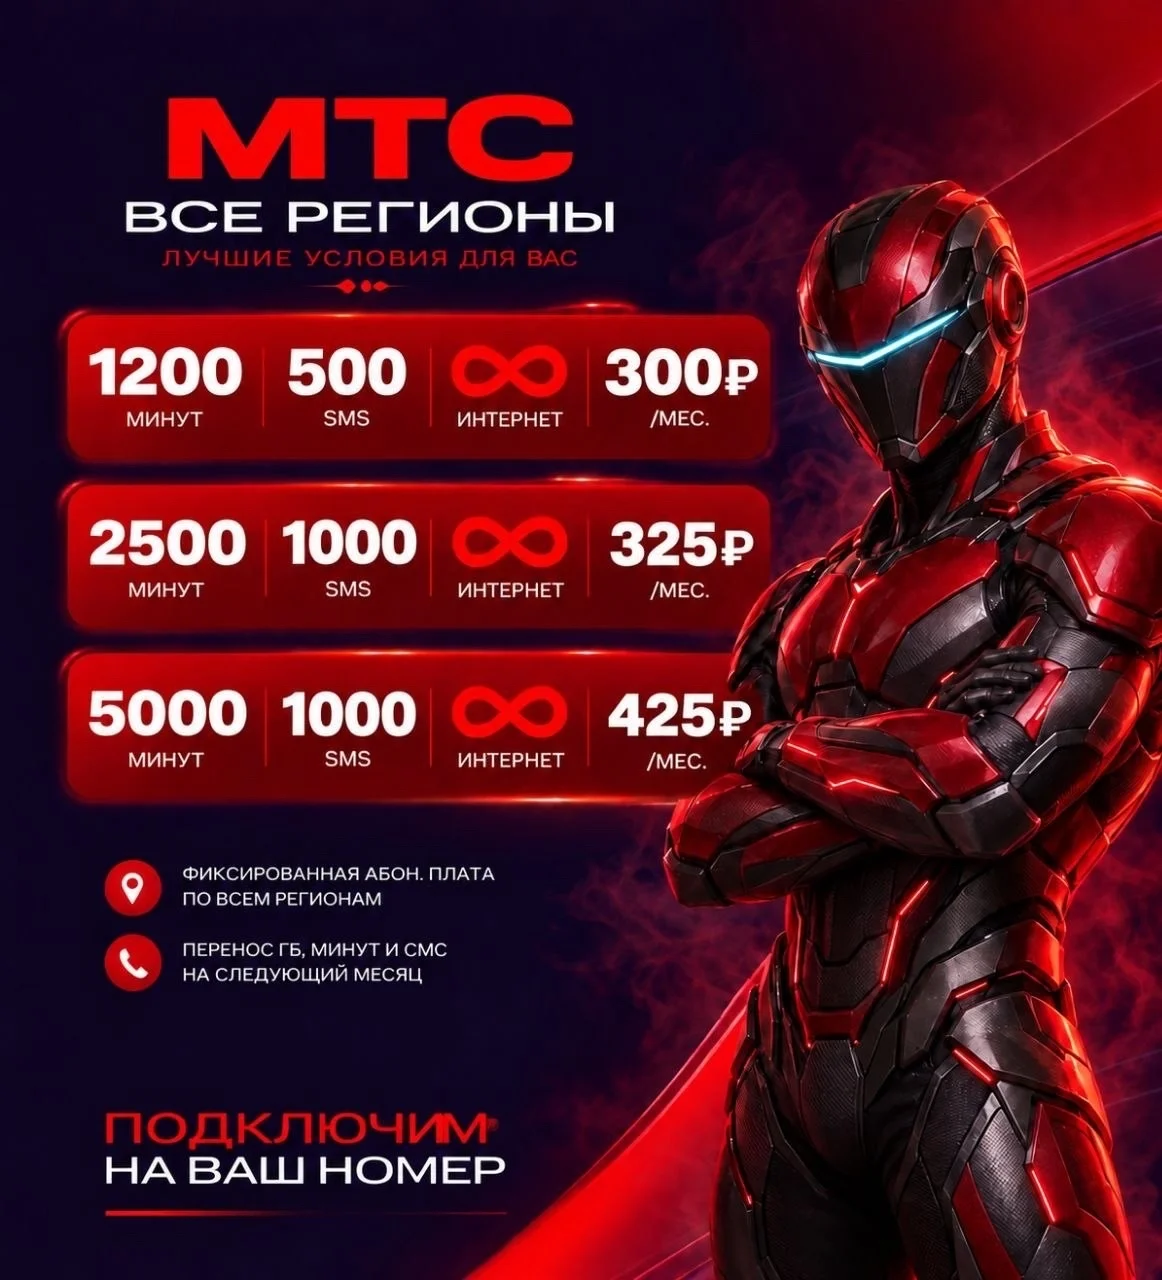 МТС
ВСЕ РЕГИОНЫ
ЛУЧШИЕ УСЛОВИЯ ДЛЯ ВАС
1200 500 ∞ 300₽
МИНУТ SMS ИНТЕРНЕТ /МЕС.
2500 1000 ∞ 325₽
МИНУТ SMS ИНТЕРНЕТ /МЕС.
5000 1000 ∞ 425₽
МИНУТ SMS ИНТЕРНЕТ /МЕС.
ФИКСИРОВАННАЯ АБОН. ПЛАТА
ПО ВСЕМ РЕГИОНАМ
ПЕРЕНОС ГБ, МИНУТ И СМС
НА СЛЕДУЮЩИЙ МЕСЯЦ
ПОДКЛЮЧИМ
НА ВАШ НОМЕР